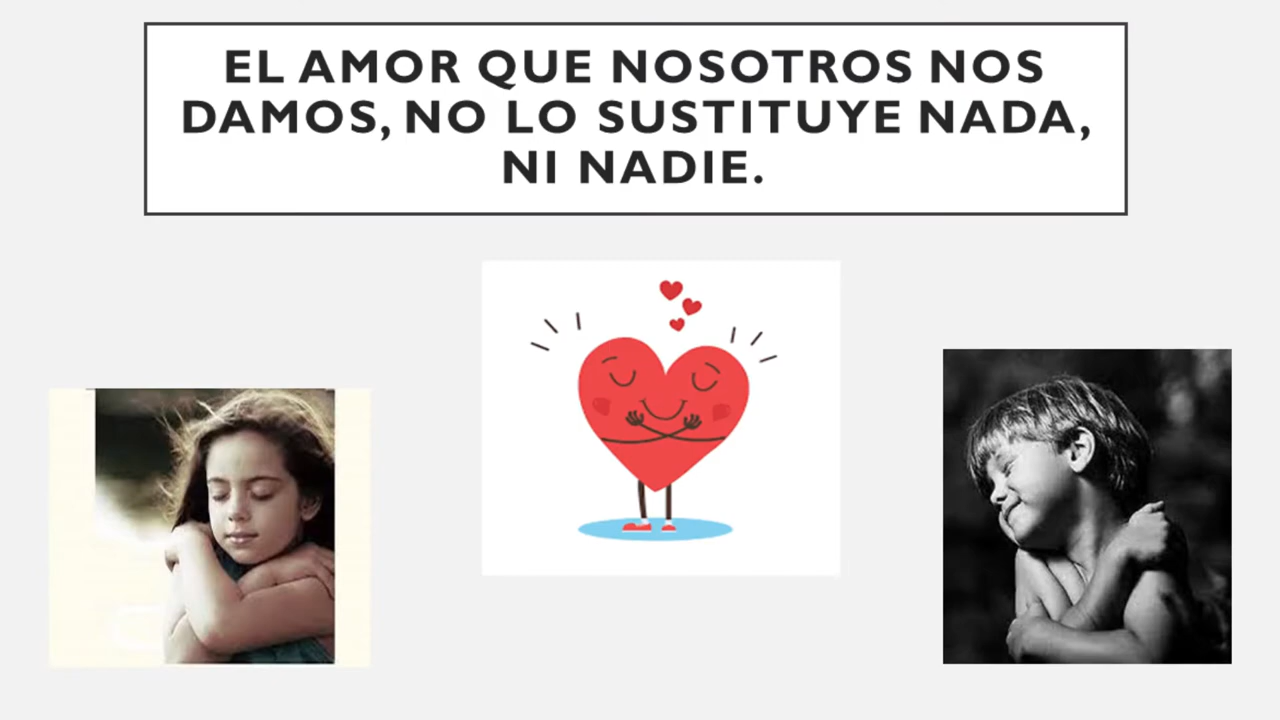 EL AMOR QUE NOSOTROS NOS
DAMOS, NO LO SUSTITUYE NADA,
NI NADIE.